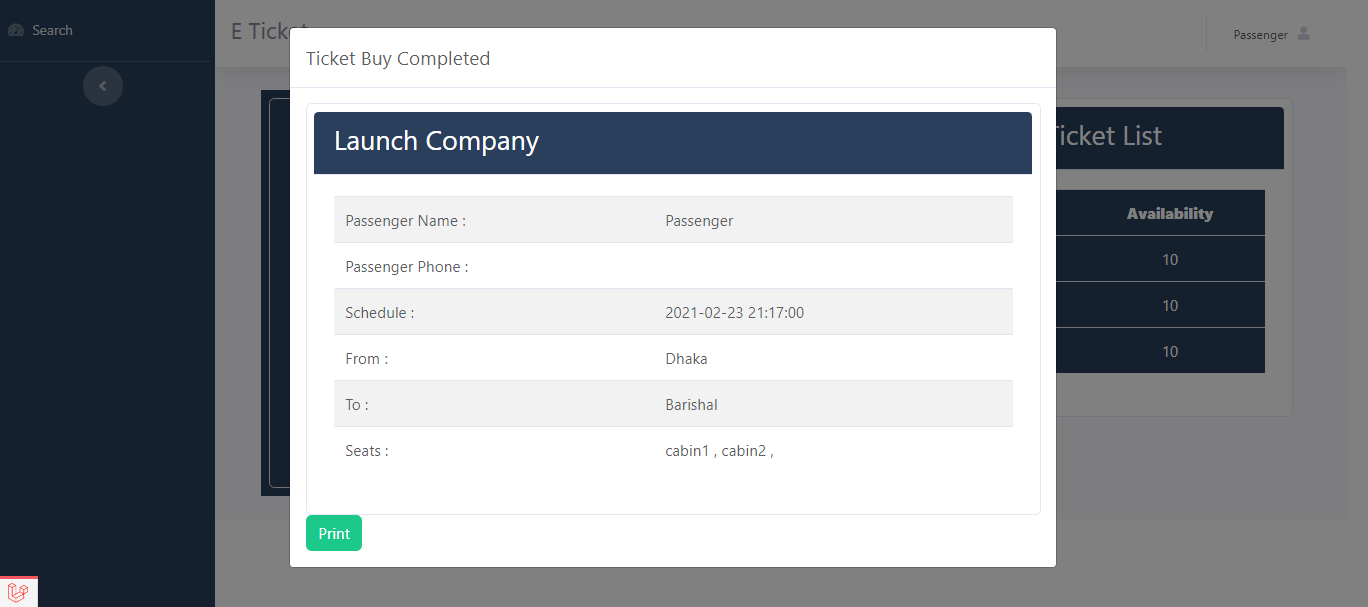 Search
E Ticket
Passenger
Ticket Buy Completed
Launch Company
Passenger Name : Passenger
Passenger Phone :
Schedule : 2021-02-23 21:17:00
From : Dhaka
To : Barishal
Seats : cabin1 , cabin2 ,
Print
Ticket List
Availability
10
10
10